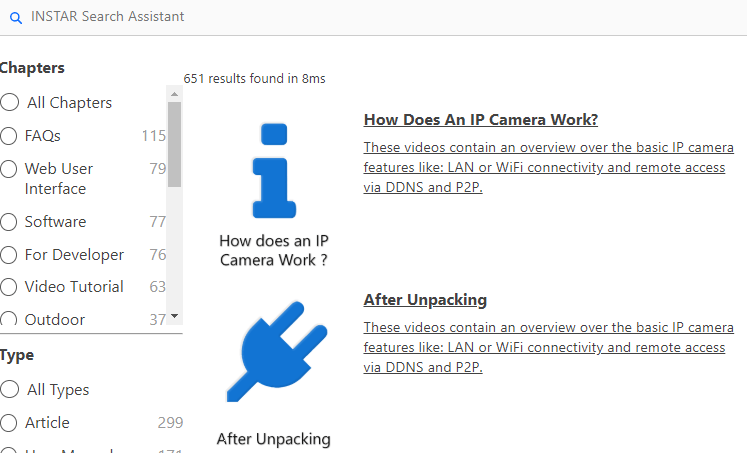 INSTAR Search Assistant
Chapters
All Chapters
FAQs 115
Web User
Interface 79
Software 77
For Developer 76
Video Tutorial 63
Outdoor 37
Type
All Types
Article 299
651 results found in 8ms
How does an IP
Camera Work ?
How Does An IP Camera Work?
These videos contain an overview over the basic IP camera
features like: LAN or WiFi connectivity and remote access
via DDNS and P2P.
After Unpacking
After Unpacking
These videos contain an overview over the basic IP camera
features like: LAN or WiFi connectivity and remote access
via DDNS and P2P.